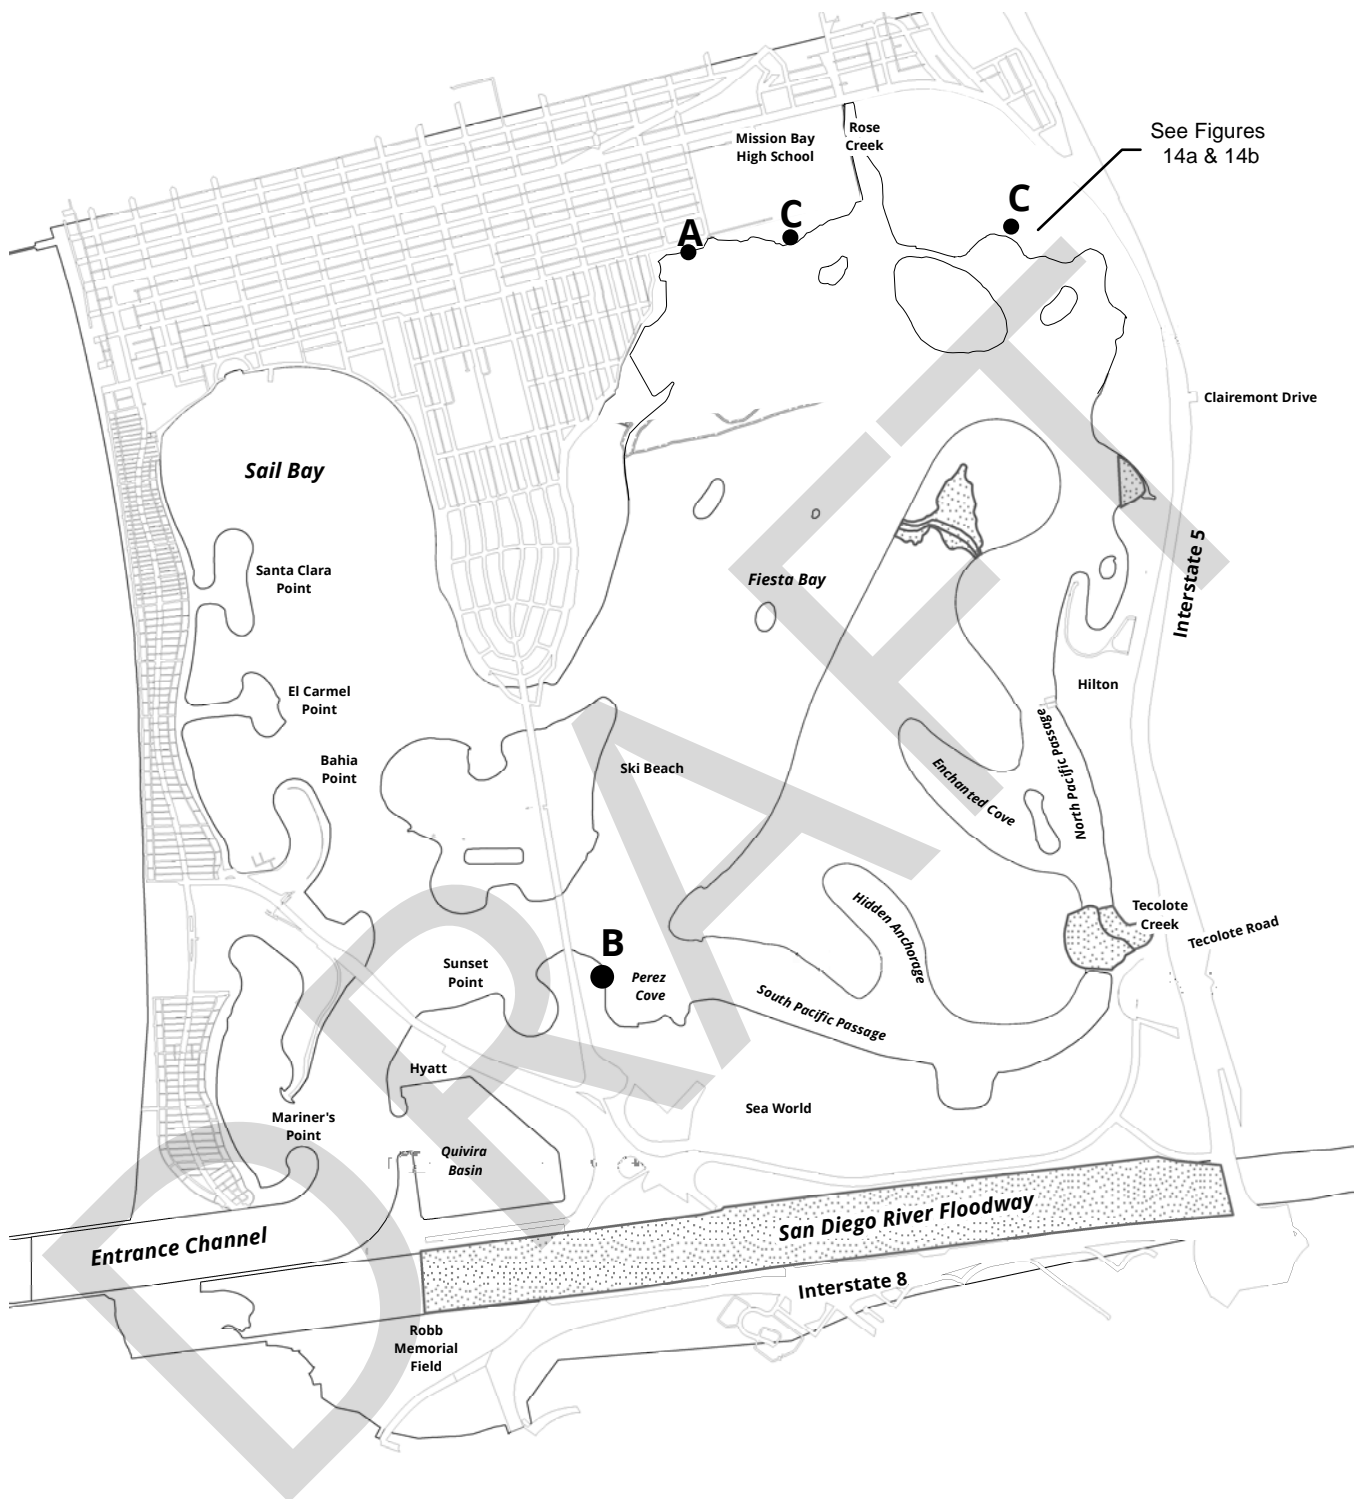 Mission Bay
High School
Rose
Creek
See Figures
14a & 14b
C
C
A
Clairemont Drive
Sail Bay
Santa Clara
Point
Fiesta Bay
Interstate 5
El Carmel
Point
Hilton
Bahia
Point
Ski Beach
Enchanted Cove
North Pacific Passage
Hidden Anchorage
Tecolote
Creek
Tecolote Road
B
Sunset
Point
Perez
Cove
South Pacific Passage
Hyatt
Sea World
Mariner's
Point
Quivira
Basin
San Diego River Floodway
Entrance Channel
Interstate 8
Robb
Memorial
Field
DRAFT